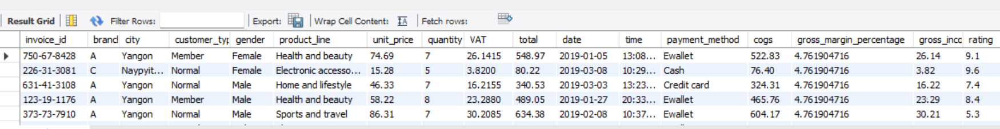 Result Grid Filter Rows: Export: Wrap Cell Content: Fetch rows:
invoice_id branch city customer_typ gender product_line unit_price quantity VAT total date time payment_method cogs gross_margin_percentage gross_inco rating
750-67-8428 A Yangon Member Female Health and beauty 74.69 7 26.1415 548.97 2019-01-05 13:08... Ewallet 522.83 4.761904716 26.14 9.1
226-31-3081 C Naypyit... Normal Female Electronic accesso... 15.28 5 3.8200 80.22 2019-03-08 10:29... Cash 76.40 4.761904716 3.82 9.6
631-41-3108 A Yangon Normal Male Home and lifestyle 46.33 7 16.2155 340.53 2019-03-03 13:23... Credit card 324.31 4.761904716 16.22 7.4
123-19-1176 A Yangon Member Male Health and beauty 58.22 8 23.2880 489.05 2019-01-27 20:33... Ewallet 465.76 4.761904716 23.29 8.4
373-73-7910 A Yangon Normal Male Sports and travel 86.31 7 30.2085 634.38 2019-02-08 10:37... Ewallet 604.17 4.761904716 30.21 5.3